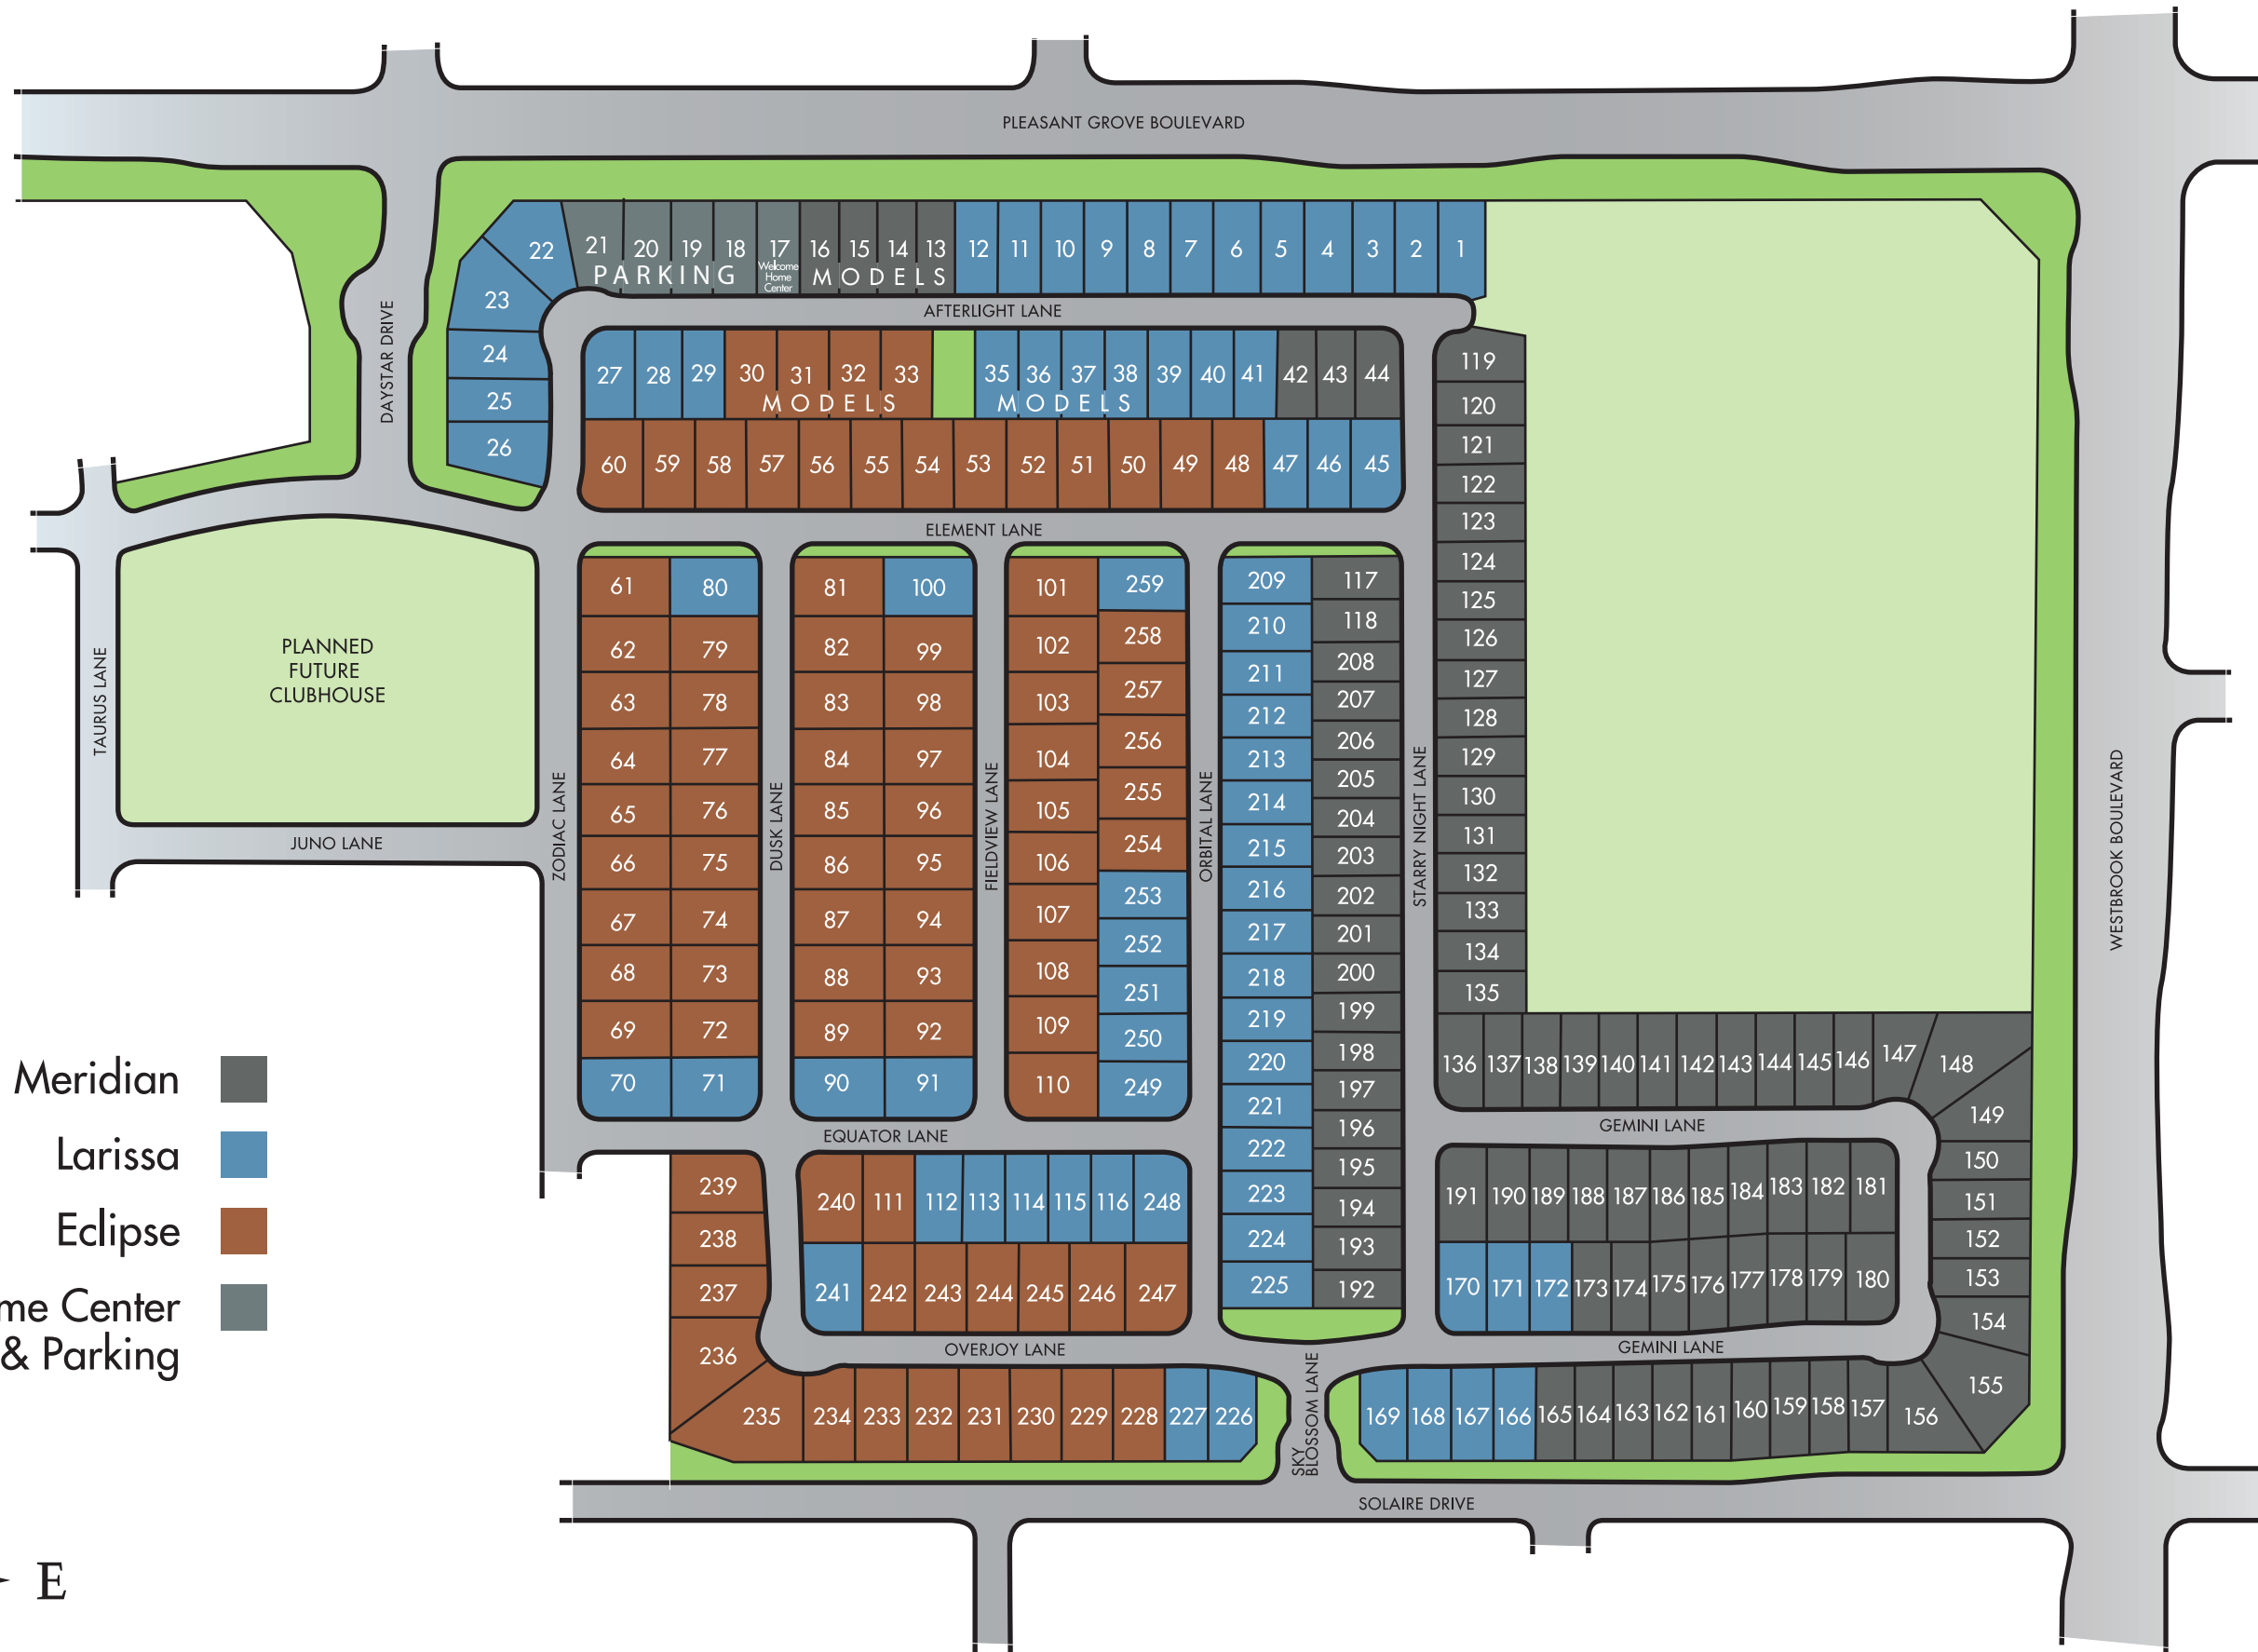 PLEASANT GROVE BOULEVARD
22 21 20 19 18 17 16 15 14 13 12 11 10 9 8 7 6 5 4 3 2 1
PARKING
Welcome
Home
Center
MODELS
23
24
25
26
AFTERLIGHT LANE
DAYSTAR DRIVE
27 28 29 30 31 32 33 35 36 37 38 39 40 41 42 43 44
MODELS
MODELS
60 59 58 57 56 55 54 53 52 51 50 49 48 47 46 45
ELEMENT LANE
PLANNED
FUTURE
CLUBHOUSE
TAURUS LANE
JUNO LANE
ZODIAC LANE
61 80
62 79
63 78
64 77
65 76
66 75
67 74
68 73
69 72
70 71
DUSK LANE
81 100
82 99
83 98
84 97
85 96
86 95
87 94
88 93
89 92
90 91
FIELDVIEW LANE
101 259
102 258
103 257
104 256
105 255
106 254
107 253
108 252
109 251
110 250
249
ORBITAL LANE
209 117
210 118
211 208
212 207
213 206
214 205
215 204
216 203
217 202
218 201
219 200
220 199
221 198
222 197
223 196
224 195
225 194
193
192
STARRY NIGHT LANE
119
120
121
122
123
124
125
126
127
128
129
130
131
132
133
134
135
136 137 138 139 140 141 142 143 144 145 146 147 148
149
150
151
152
153
154
155
WESTBROOK BOULEVARD
GEMINI LANE
191 190 189 188 187 186 185 184 183 182 181
170 171 172 173 174 175 176 177 178 179 180
GEMINI LANE
169 168 167 166 165 164 163 162 161 160 159 158 157 156
EQUATOR LANE
239
238
237
236
240 111 112 113 114 115 116 248
241 242 243 244 245 246 247
OVERJOY LANE
235 234 233 232 231 230 229 228 227 226
SKY
BLOSSOM LANE
SOLAIRE DRIVE
Meridian
Larissa
Eclipse
me Center
& Parking
E